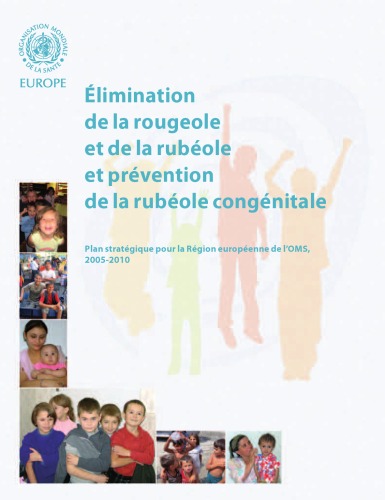 ORGANISATION MONDIALE
DE LA SANTÉ
EUROPE
Élimination
de la rougeole
et de la rubéole
et prévention
de la rubéole congénitale
Plan stratégique pour la Région européenne de l'OMS,
2005-2010